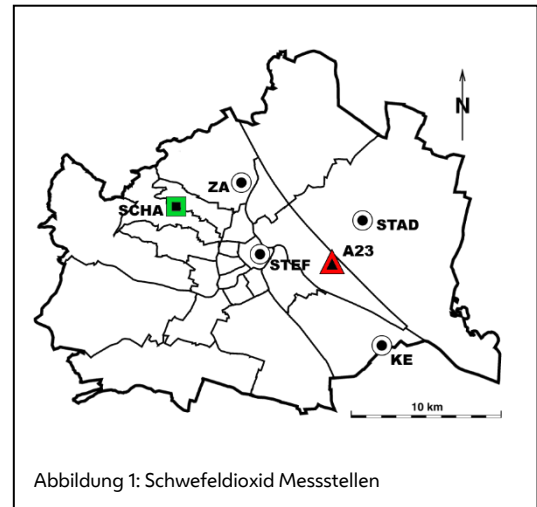 N
ZA
SCHA
STAD
A23
STEF
KE
10 km
Abbildung 1: Schwefeldioxid Messstellen